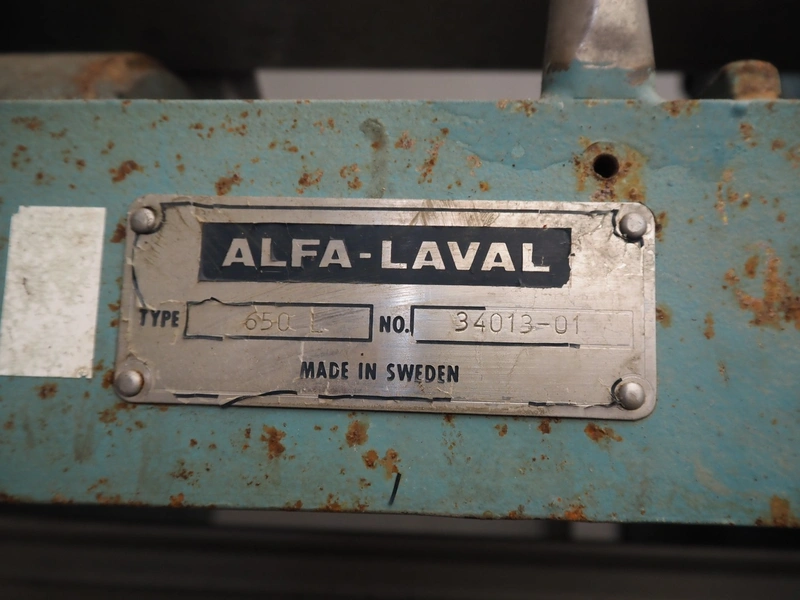 ALFA-LAVAL
TYPE 650 L NO. 34013-01
MADE IN SWEDEN